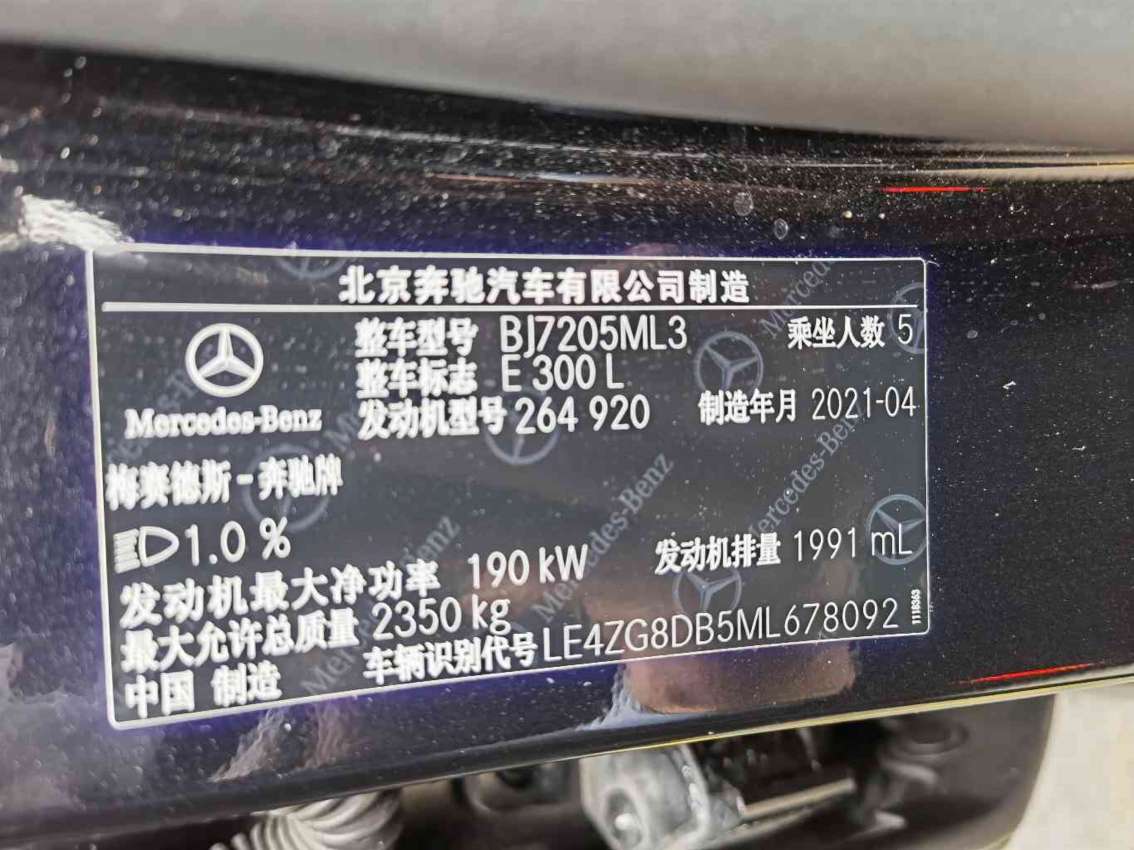 北京奔驰汽车有限公司制造
整车型号 BJ7205ML3 乘坐人数 5
整车标志 E 300 L
Mercedes-Benz
发动机型号 264 920 制造年月 2021-04
梅赛德斯-奔驰牌
1.0 %
发动机最大净功率 190 kW 发动机排量 1991 mL
最大允许总质量 2350 kg
中国 制造 车辆识别代号 LE4ZG8DB5ML678092
1118363